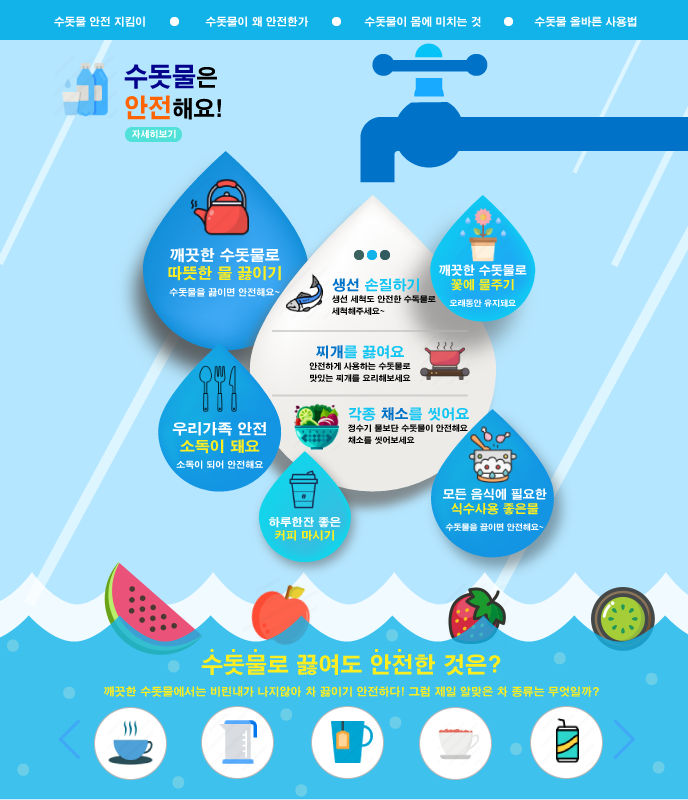 수돗물 안전 지킴이
수돗물이 왜 안전한가
수돗물이 몸에 미치는 것
수돗물 올바른 사용법
수돗물은
안전해요!
자세히보기
깨끗한 수돗물로
따뜻한 물 끓이기
수돗물을 끓이면 안전해요~
생선 손질하기
생선 세척도 안전한 수돗물로
세척해주세요~
깨끗한 수돗물로
꽃에 물주기
오래동안 유지돼요
찌개를 끓여요
안전하게 사용하는 수돗물로
맛있는 찌개를 요리해보세요
우리가족 안전
소독이 돼요
소독이 되어 안전해요
각종 채소를 씻어요
정수기 물보단 수돗물이 안전해요
채소를 씻어보세요
모든 음식에 필요한
식수사용 좋은물
수돗물을 끓이면 안전해요~
하루한잔 좋은
커피 마시기
수돗물로 끓여도 안전한 것은?
깨끗한 수돗물에서는 비린내가 나지않아 차 끓이기 안전하다! 그럼 제일 알맞은 차 종류는 무엇일까?